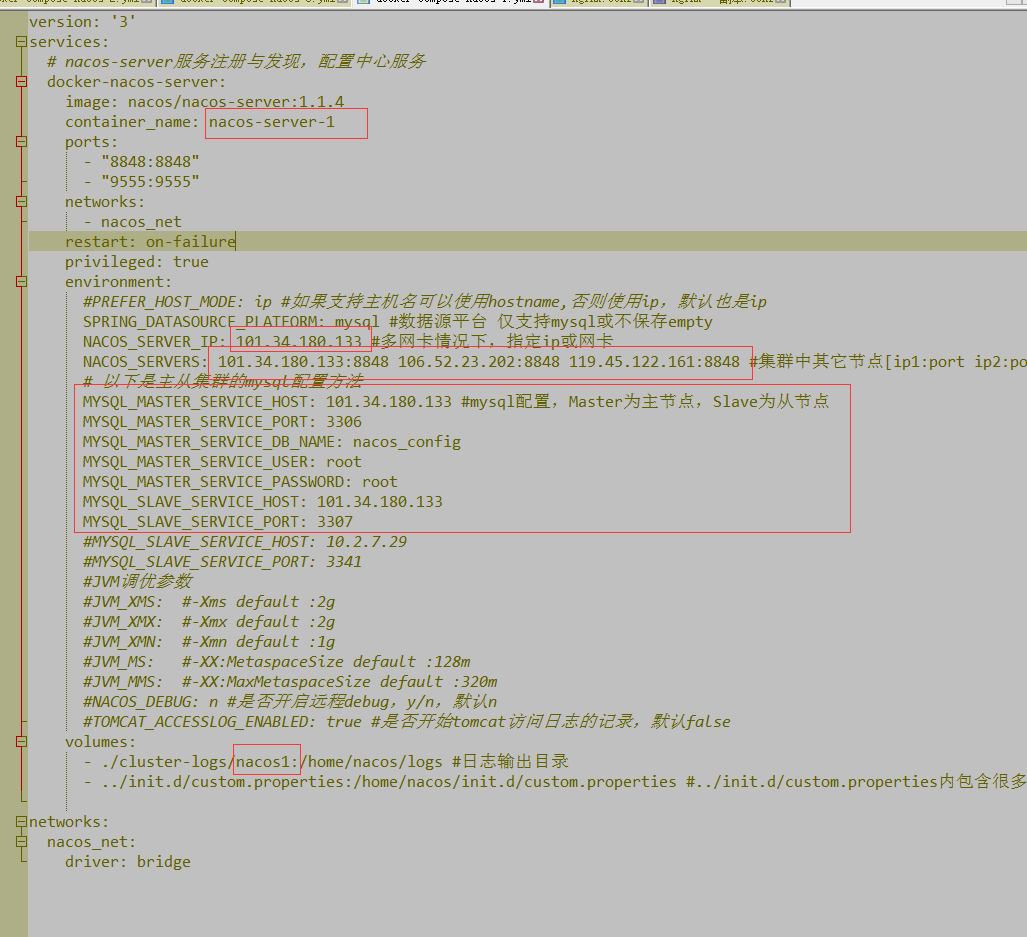 version: '3'
services:
# nacos-server服务注册与发现，配置中心服务
docker-nacos-server:
image: nacos/nacos-server:1.1.4
container_name: nacos-server-1
ports:
- "8848:8848"
- "9555:9555"
networks:
- nacos_net
restart: on-failure
privileged: true
environment:
#PREFER_HOST_MODE: ip #如果支持主机名可以使用hostname,否则使用ip，默认也是ip
SPRING_DATASOURCE_PLATFORM: mysql #数据源平台 仅支持mysql或不保存empty
NACOS_SERVER_IP: 101.34.180.133 #多网卡情况下，指定ip或网卡
NACOS_SERVERS: 101.34.180.133:8848 106.52.23.202:8848 119.45.122.161:8848 #集群中其它节点[ip1:port ip2:po
# 以下是主从集群的mysql配置方法
MYSQL_MASTER_SERVICE_HOST: 101.34.180.133 #mysql配置，Master为主节点，Slave为从节点
MYSQL_MASTER_SERVICE_PORT: 3306
MYSQL_MASTER_SERVICE_DB_NAME: nacos_config
MYSQL_MASTER_SERVICE_USER: root
MYSQL_MASTER_SERVICE_PASSWORD: root
MYSQL_SLAVE_SERVICE_HOST: 101.34.180.133
MYSQL_SLAVE_SERVICE_PORT: 3307
#MYSQL_SLAVE_SERVICE_HOST: 10.2.7.29
#MYSQL_SLAVE_SERVICE_PORT: 3341
#JVM调优参数
#JVM_XMS:  #-Xms default :2g
#JVM_XMX:  #-Xmx default :2g
#JVM_XMN:  #-Xmn default :1g
#JVM_MS:   #-XX:MetaspaceSize default :128m
#JVM_MMS:  #-XX:MaxMetaspaceSize default :320m
#NACOS_DEBUG: n #是否开启远程debug，y/n，默认n
#TOMCAT_ACCESSLOG_ENABLED: true #是否开始tomcat访问日志的记录，默认false
volumes:
- ./cluster-logs/nacos1:/home/nacos/logs #日志输出目录
- ../init.d/custom.properties:/home/nacos/init.d/custom.properties #../init.d/custom.properties内包含很多
networks:
nacos_net:
driver: bridge